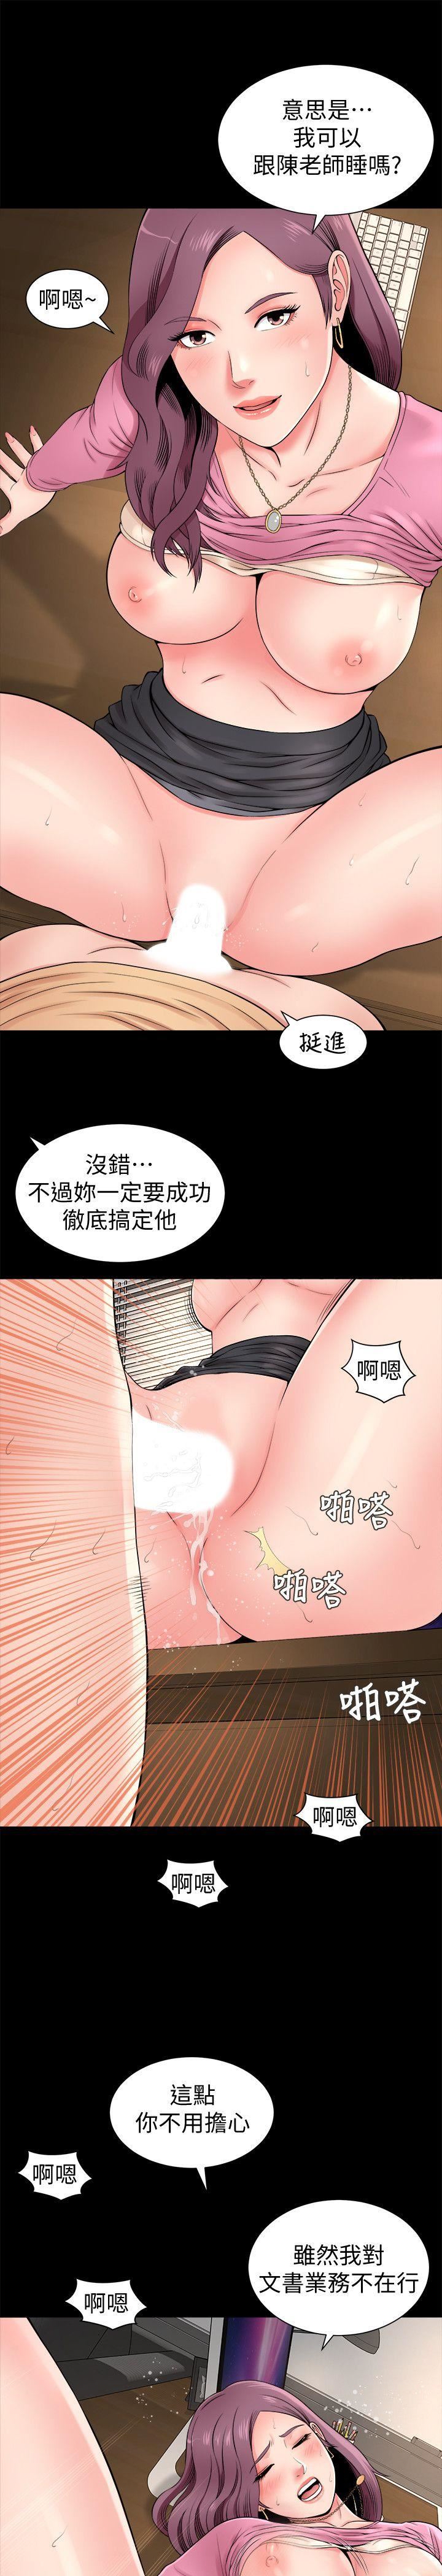 意思是…
我可以
跟陳老師睡嗎?
啊嗯~
挺進
沒錯…
不過妳一定要成功
徹底搞定他
啊嗯
啪嗒
啪嗒
啪嗒
啊嗯
啊嗯
這點
你不用擔心
啊嗯
雖然我對
文書業務不在行
啊嗯